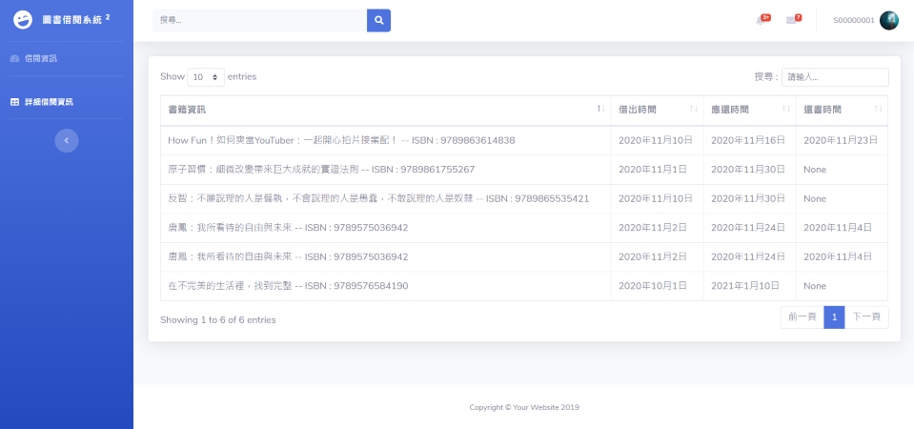 圖書借閱系統 2
搜尋...
3+
7
S00000001
借閱資訊
詳細借閱資訊
Show 10 entries
搜尋 : 請輸入...
書籍資訊 借出時間 應還時間 還書時間
How Fun！如何爽當YouTuber：一起開心拍片接業配！ -- ISBN : 9789863614838 2020年11月10日 2020年11月16日 2020年11月23日
原子習慣：細微改變帶來巨大成就的實證法則 -- ISBN : 9789861755267 2020年11月1日 2020年11月30日 None
反智：不願說理的人是偏執，不會說理的人是愚蠢，不敢說理的人是奴隸 -- ISBN : 9789865535421 2020年11月10日 2020年11月30日 None
唐鳳：我所看待的自由與未來 -- ISBN : 9789575036942 2020年11月2日 2020年11月24日 2020年11月4日
唐鳳：我所看待的自由與未來 -- ISBN : 9789575036942 2020年11月2日 2020年11月24日 2020年11月4日
在不完美的生活裡，找到完整 -- ISBN : 9789576584190 2020年10月1日 2021年1月10日 None
Showing 1 to 6 of 6 entries
前一頁 1 下一頁
Copyright © Your Website 2019